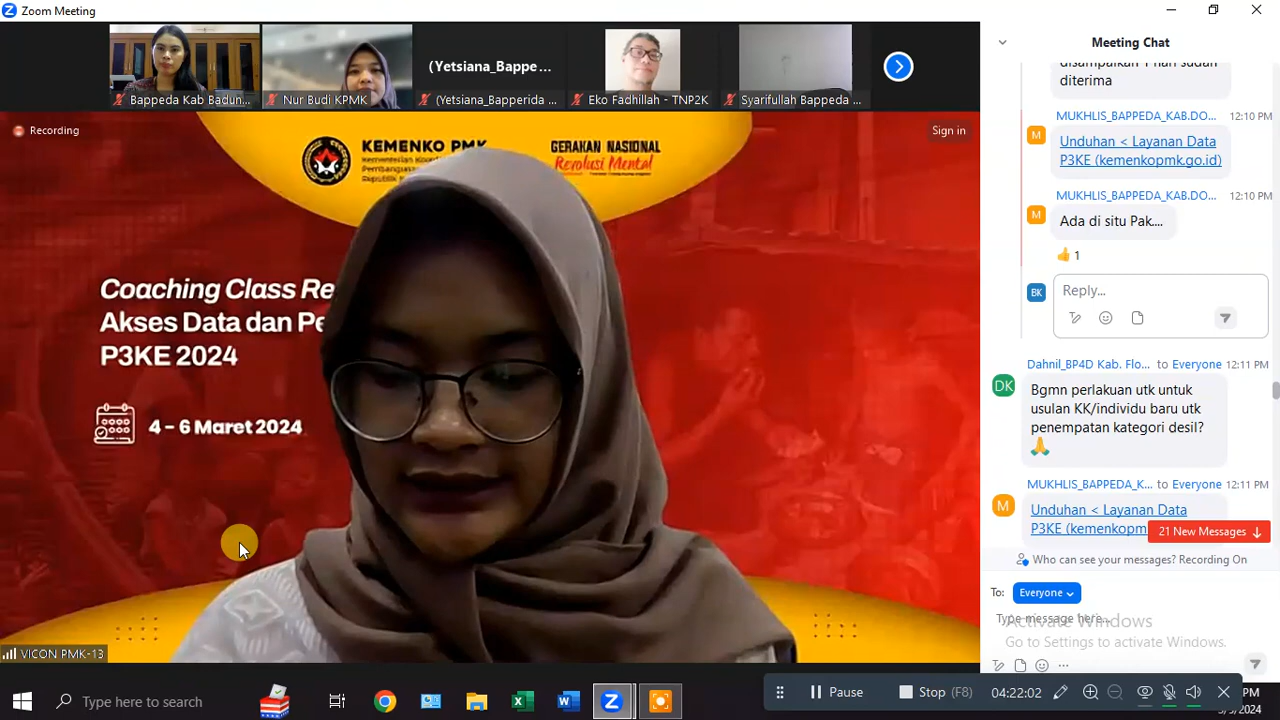 Zoom Meeting
Bappeda Kab Badun...
Nur Budi KPMK
(Yetsiana_Bappe...
(Yetsiana_Bapperida ...
Eko Fadhillah - TNP2K
Syarifullah Bappeda ...
Recording
Sign in
KEMENKO PMK
Kementerian Koordi
Pembangunan
Republik
GERAKAN NASIONAL
Revolusi Mental
Coaching Class Re
Akses Data dan Pe
P3KE 2024
4 - 6 Maret 2024
VICON PMK-13
Meeting Chat
disampaikan 1 hari sudah
diterima
MUKHLIS_BAPPEDA_KAB.DO... 12:10 PM
M
Unduhan < Layanan Data
P3KE (kemenkopmk.go.id)
MUKHLIS_BAPPEDA_KAB.DO... 12:10 PM
M
Ada di situ Pak....
👍 1
BK
Reply...
Dahnil_BP4D Kab. Flo... to Everyone 12:11 PM
DK
Bgmn perlakuan utk untuk
usulan KK/individu baru utk
penempatan kategori desil?
🙏
MUKHLIS_BAPPEDA_K... to Everyone 12:11 PM
M
Unduhan < Layanan Data
P3KE (kemenkopm
21 New Messages
Who can see your messages? Recording On
To: Everyone
Type message here...
Activate Windows
Go to Settings to activate Windows.
Type here to search
Pause
Stop (F8)
04:22:02
PM
2024